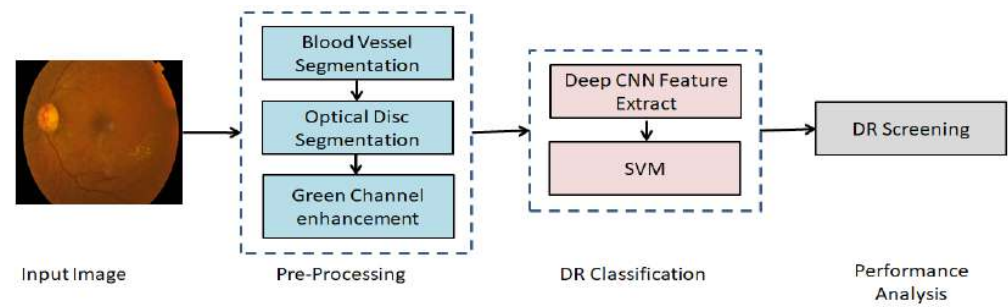 Blood Vessel
Segmentation
Optical Disc
Segmentation
Green Channel
enhancement
Deep CNN Feature
Extract
SVM
DR Screening
Input Image
Pre-Processing
DR Classification
Performance
Analysis